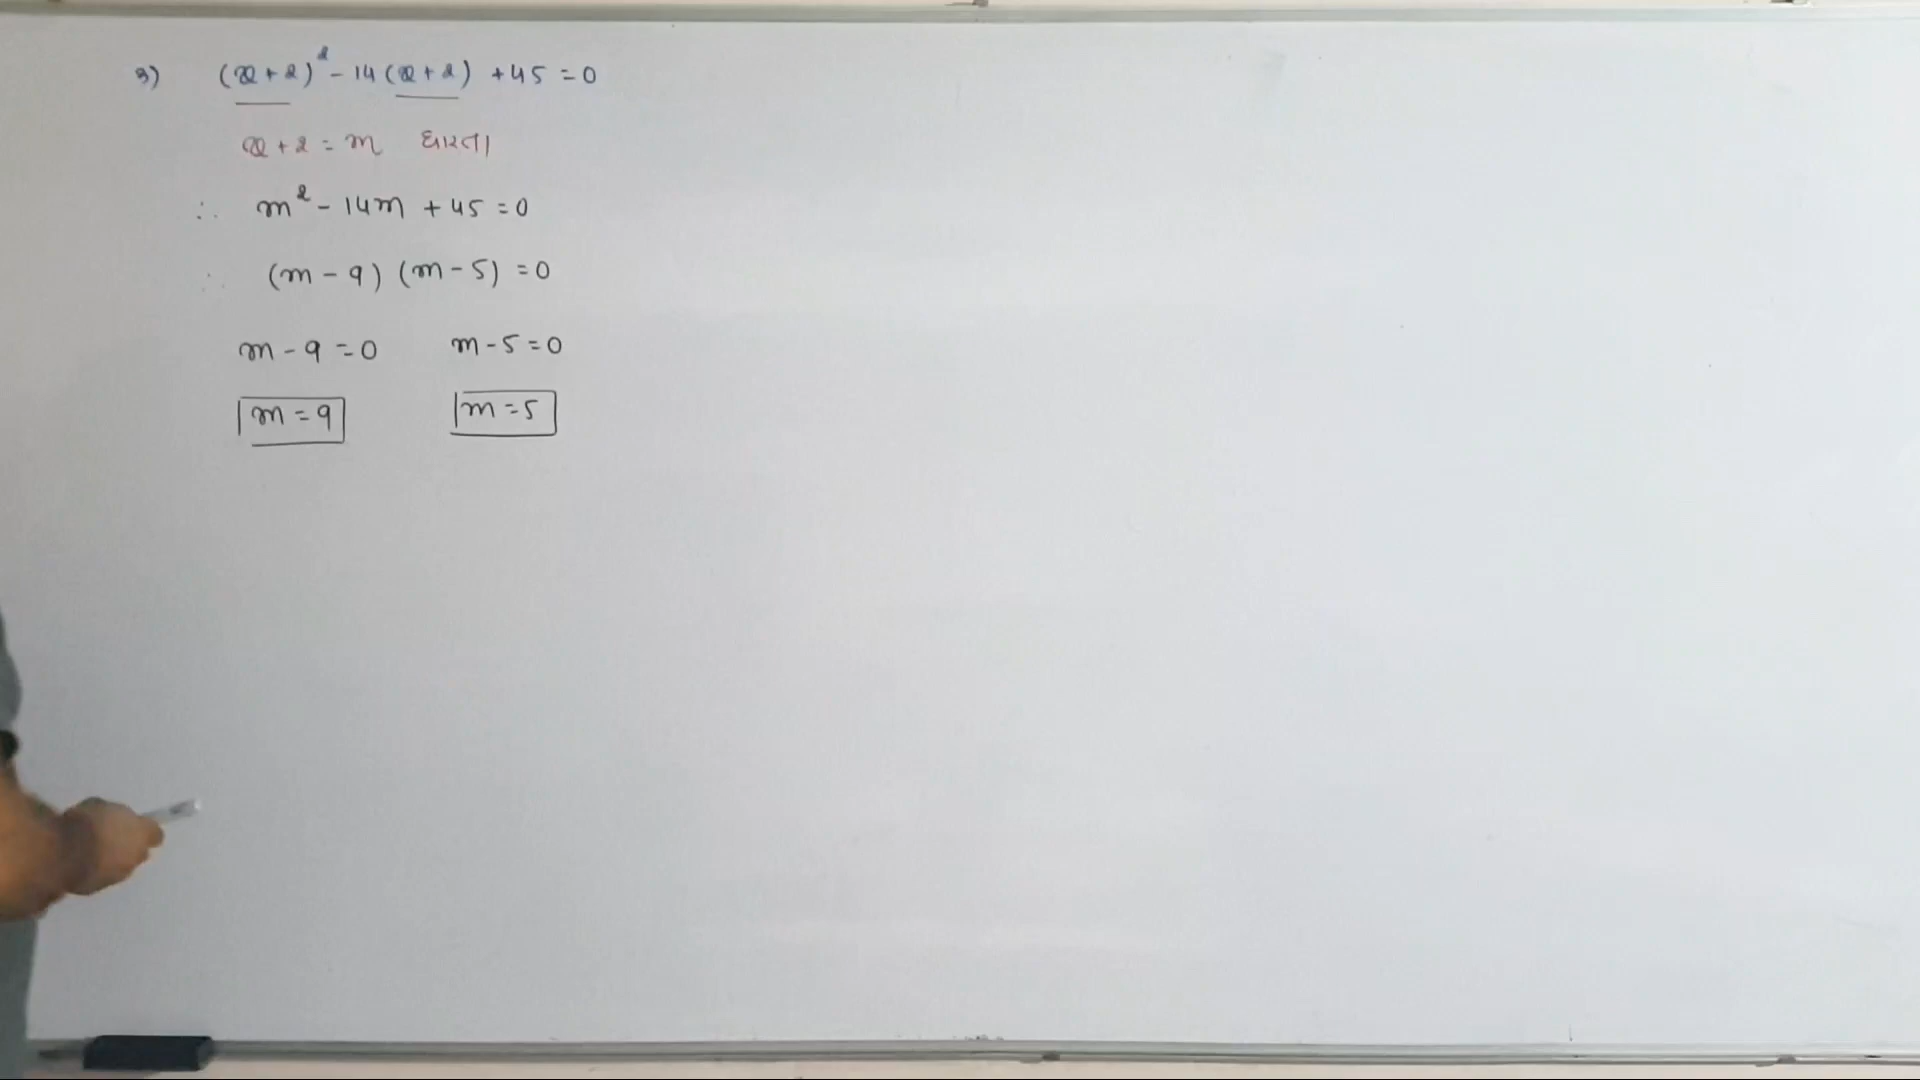 3) (x+2)² - 14(x+2) + 45 = 0
x + 2 = m धरता
∴ m² - 14m + 45 = 0
∴ (m - 9) (m - 5) = 0
m - 9 = 0 m - 5 = 0
m = 9 m = 5